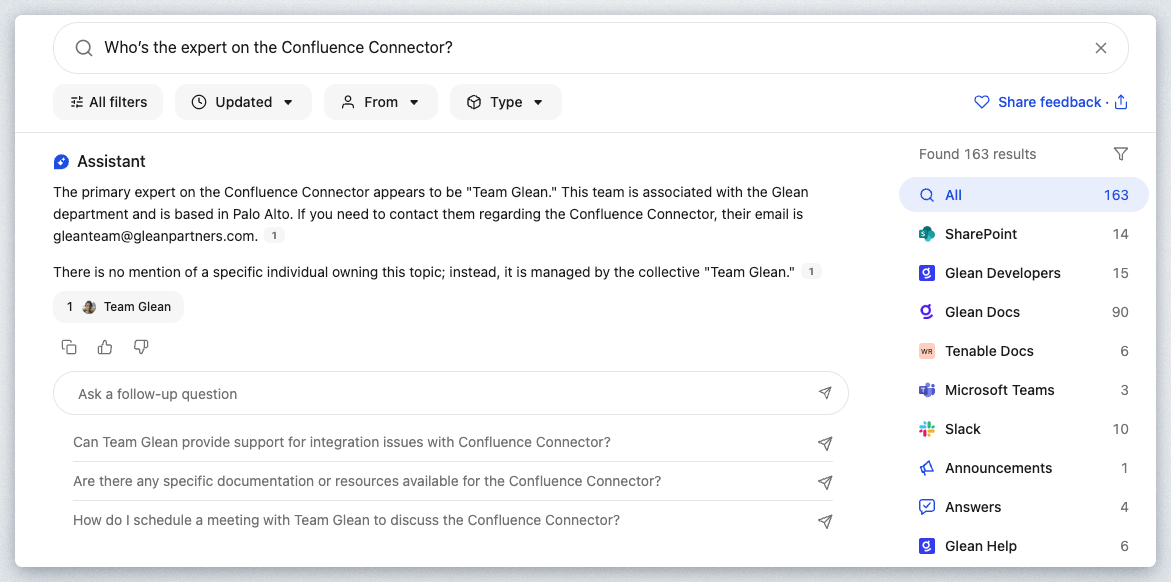 Who's the expert on the Confluence Connector?
All filters
Updated
From
Type
Share feedback ·
Assistant
The primary expert on the Confluence Connector appears to be "Team Glean." This team is associated with the Glean
department and is based in Palo Alto. If you need to contact them regarding the Confluence Connector, their email is
gleanteam@gleanpartners.com. 1
There is no mention of a specific individual owning this topic; instead, it is managed by the collective "Team Glean." 1
1 Team Glean
Ask a follow-up question
Can Team Glean provide support for integration issues with Confluence Connector?
Are there any specific documentation or resources available for the Confluence Connector?
How do I schedule a meeting with Team Glean to discuss the Confluence Connector?
Found 163 results
All 163
SharePoint 14
Glean Developers 15
Glean Docs 90
WR Tenable Docs 6
Microsoft Teams 3
Slack 10
Announcements 1
Answers 4
Glean Help 6